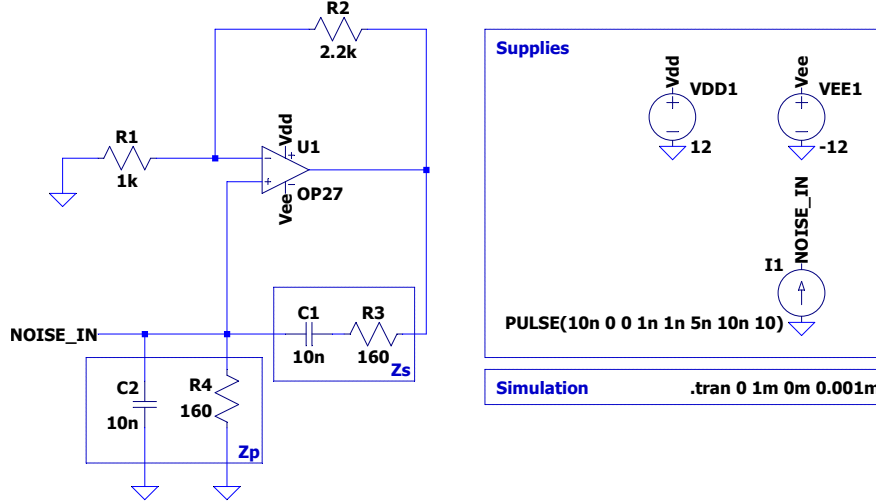 R2
2.2k
R1
1k
Vdd
U1
Vee
OP27
NOISE_IN
C1
10n
R3
160
Zs
C2
10n
R4
160
Zp
Supplies
Vdd
VDD1
12
Vee
VEE1
-12
NOISE_IN
I1
PULSE(10n 0 0 1n 1n 5n 10n 10)
Simulation
.tran 0 1m 0m 0.001m